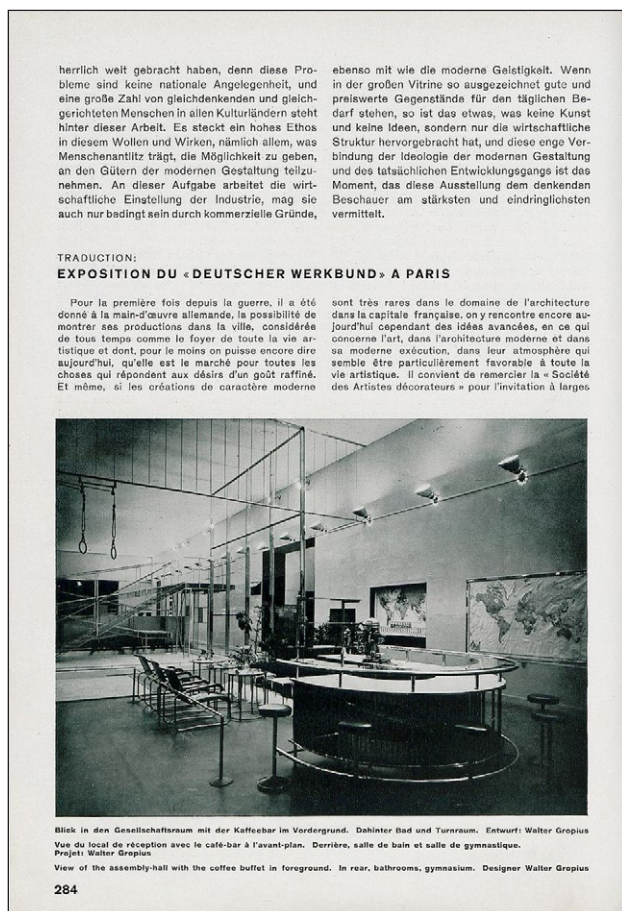 herrlich weit gebracht haben, denn diese Pro-
bleme sind keine nationale Angelegenheit, und
eine große Zahl von gleichdenkenden und gleich-
gerichteten Menschen in allen Kulturländern steht
hinter dieser Arbeit. Es steckt ein hohes Ethos
in diesem Wollen und Wirken, nämlich allem, was
Menschenantlitz trägt, die Möglichkeit zu geben,
an den Gütern der modernen Gestaltung teilzu-
nehmen. An dieser Aufgabe arbeitet die wirt-
schaftliche Einstellung der Industrie, mag sie
auch nur bedingt sein durch kommerzielle Gründe,
ebenso mit wie die moderne Geistigkeit. Wenn
in der großen Vitrine so ausgezeichnet gute und
preiswerte Gegenstände für den täglichen Be-
darf stehen, so ist das etwas, was keine Kunst
und keine Ideen, sondern nur die wirtschaftliche
Struktur hervorgebracht hat, und diese enge Ver-
bindung der Ideologie der modernen Gestaltung
und des tatsächlichen Entwicklungsgangs ist das
Moment, das diese Ausstellung dem denkenden
Beschauer am stärksten und eindringlichsten
vermittelt.
TRADUCTION:
EXPOSITION DU «DEUTSCHER WERKBUND» A PARIS
Pour la première fois depuis la guerre, il a été
donné à la main-d'œuvre allemande, la possibilité de
montrer ses productions dans la ville, considérée
de tous temps comme le foyer de toute la vie ar-
tistique et dont, pour le moins on puisse encore dire
aujourd'hui, qu'elle est le marché pour toutes les
choses qui répondent aux désirs d'un goût raffiné.
Et même, si les créations de caractère moderne
sont très rares dans le domaine de l'architecture
dans la capitale française, on y rencontre encore au-
jourd'hui cependant des idées avancées, en ce qui
concerne l'art, dans l'architecture moderne et dans
sa moderne exécution, dans leur atmosphère qui
semble être particulièrement favorable à toute la
vie artistique. Il convient de remercier la « Société
des Artistes décorateurs » pour l'invitation à larges
Blick in den Gesellschaftsraum mit der Kaffeebar im Vordergrund. Dahinter Bad und Turnraum. Entwurf: Walter Gropius
Vue du local de réception avec le café-bar à l'avant-plan. Derrière, salle de bain et salle de gymnastique.
Projet: Walter Gropius
View of the assembly-hall with the coffee buffet in foreground. In rear, bathrooms, gymnasium. Designer Walter Gropius
284